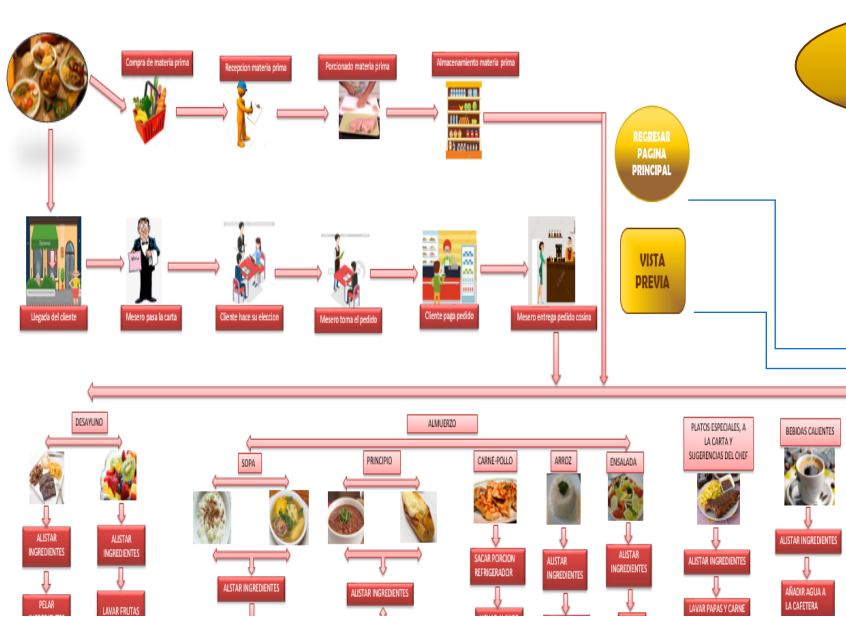 Compra de materia prima
Recepcion materia prima
Porcionado materia prima
Almacenamiento materia prima
REGRESAR
PAGINA
PRINCIPAL
VISTA
PREVIA
Llegada del cliente
Mesero pasa la carta
Cliente hace su eleccion
Mesero toma el pedido
Cliente paga pedido
Mesero entrega pedido cosina
DESAYUNO
ALMUERZO
PLATOS ESPECIALES, A
LA CARTA Y
SUGERENCIAS DEL CHEF
BEBIDAS CALIENTES
SOPA
PRINCIPIO
CARNE-POLLO
ARROZ
ENSALADA
ALISTAR
INGREDIENTES
ALISTAR
INGREDIENTES
ALSTAR INGREDIENTES
ALISTAR INGREDIENTES
SACAR PORCION
REFRIGERADOR
ALISTAR
INGREDIENTES
ALISTAR
INGREDIENTES
ALISTAR INGREDIENTES
ALISTAR INGREDIENTES
PELAR
LAVAR FRUTAS
LAVAR PAPAS Y CARNE
AÑADIR AGUA A
LA CAFETERA